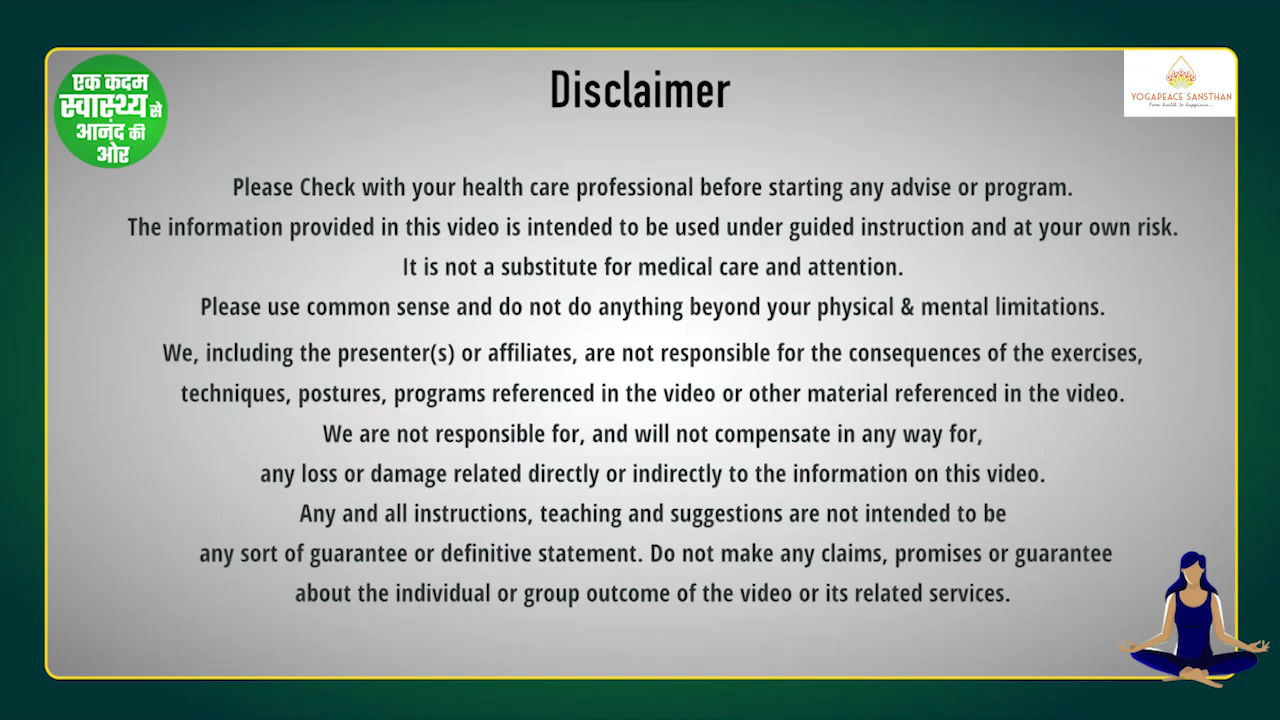 Disclaimer
एक कदम
स्वास्थ्य से
आनंद की
ओर
YOGAPEACE SANSTHAN
From health to happiness...
Please Check with your health care professional before starting any advise or program.
The information provided in this video is intended to be used under guided instruction and at your own risk.
It is not a substitute for medical care and attention.
Please use common sense and do not do anything beyond your physical & mental limitations.
We, including the presenter(s) or affiliates, are not responsible for the consequences of the exercises,
techniques, postures, programs referenced in the video or other material referenced in the video.
We are not responsible for, and will not compensate in any way for,
any loss or damage related directly or indirectly to the information on this video.
Any and all instructions, teaching and suggestions are not intended to be
any sort of guarantee or definitive statement. Do not make any claims, promises or guarantee
about the individual or group outcome of the video or its related services.